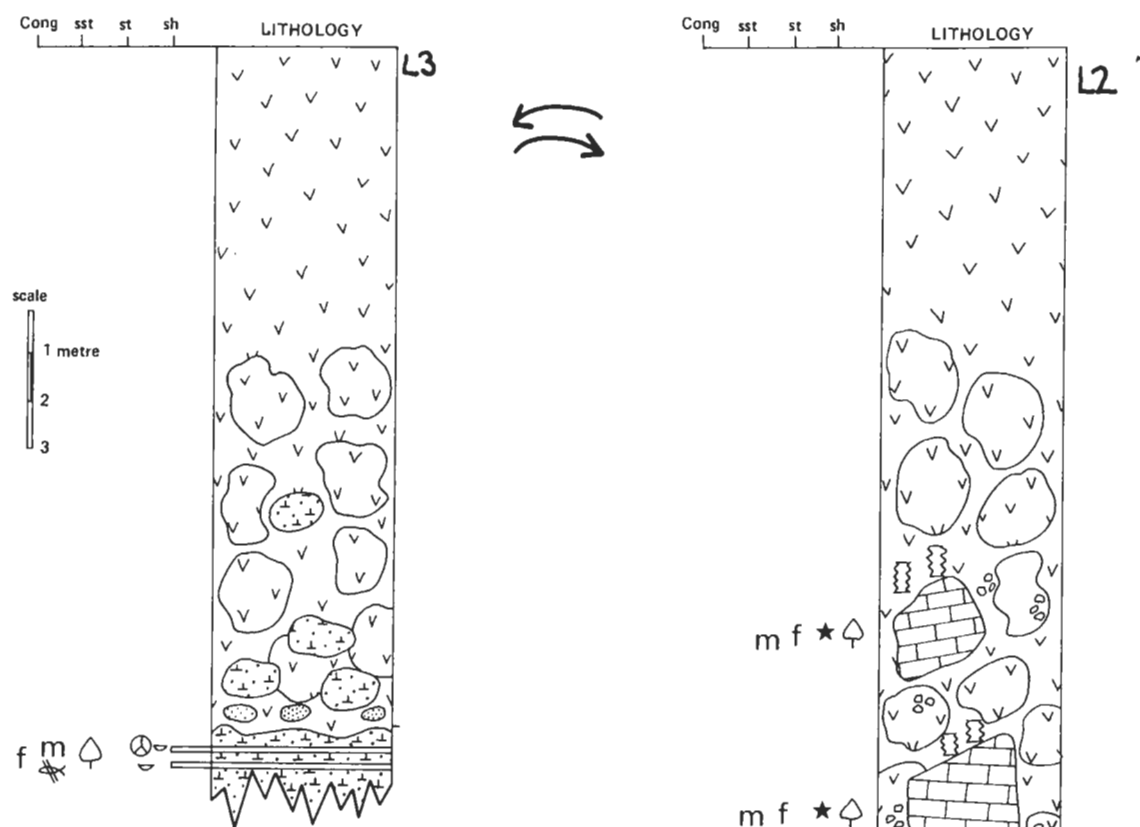 Cong sst st sh LITHOLOGY
L3
scale
1 metre
2
3
f m
Cong sst st sh LITHOLOGY
L2
m f
m f